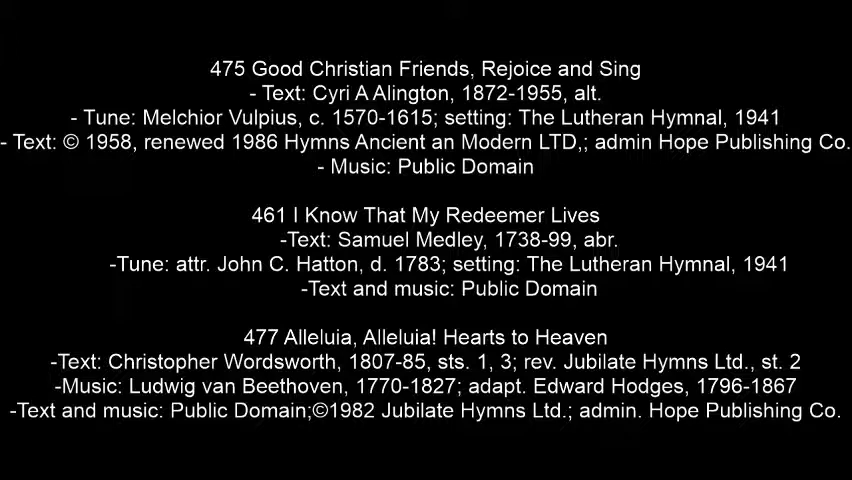 475 Good Christian Friends, Rejoice and Sing
- Text: Cyri A Alington, 1872-1955, alt.
- Tune: Melchior Vulpius, c. 1570-1615; setting: The Lutheran Hymnal, 1941
- Text: © 1958, renewed 1986 Hymns Ancient an Modern LTD,; admin Hope Publishing Co.
- Music: Public Domain
461 I Know That My Redeemer Lives
-Text: Samuel Medley, 1738-99, abr.
-Tune: attr. John C. Hatton, d. 1783; setting: The Lutheran Hymnal, 1941
-Text and music: Public Domain
477 Alleluia, Alleluia! Hearts to Heaven
-Text: Christopher Wordsworth, 1807-85, sts. 1, 3; rev. Jubilate Hymns Ltd., st. 2
-Music: Ludwig van Beethoven, 1770-1827; adapt. Edward Hodges, 1796-1867
-Text and music: Public Domain;©1982 Jubilate Hymns Ltd.; admin. Hope Publishing Co.